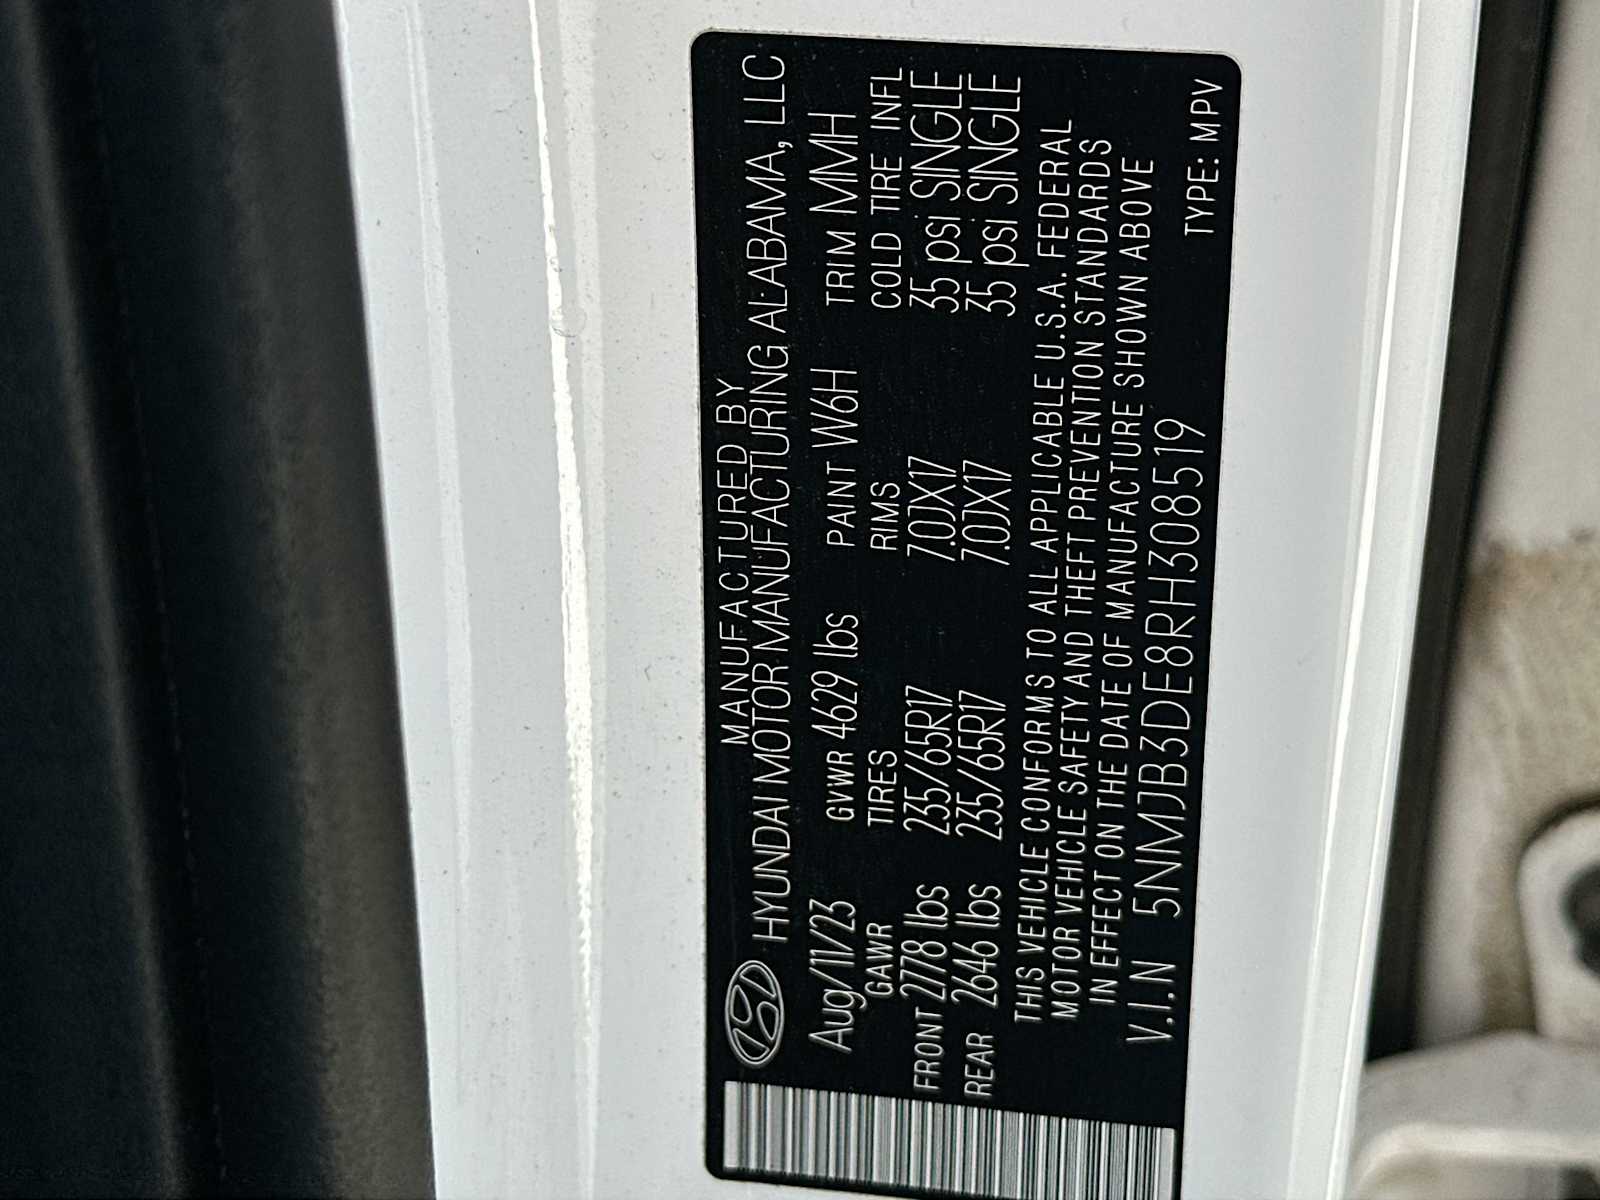 MANUFACTURED BY
HYUNDAI MOTOR MANUFACTURING ALABAMA, LLC
Aug/11/23 GVWR 4629 lbs PAINT W6H TRIM MMH
GAWR TIRES RIMS COLD TIRE INFL
FRONT 2778 lbs 235/65R17 7.0JX17 35 psi SINGLE
REAR 2646 lbs 235/65R17 7.0JX17 35 psi SINGLE
THIS VEHICLE CONFORMS TO ALL APPLICABLE U.S.A. FEDERAL
MOTOR VEHICLE SAFETY AND THEFT PREVENTION STANDARDS
IN EFFECT ON THE DATE OF MANUFACTURE SHOWN ABOVE
V.I.N 5NMJB3DE8RH308519 TYPE: MPV